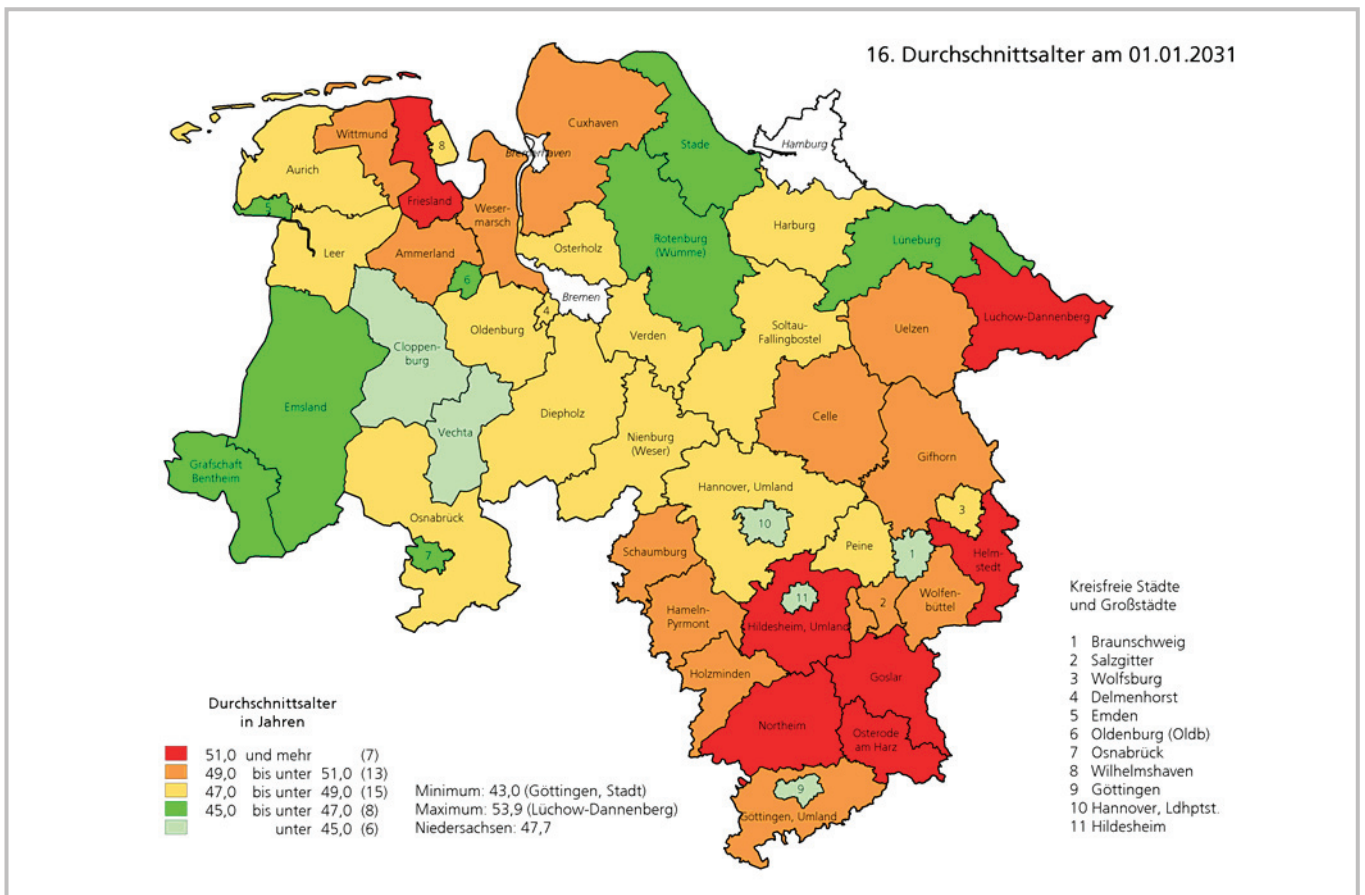 16. Durchschnittsalter am 01.01.2031
Cuxhaven
Wittmund
Bremerhaven
Hamburg
Stade
8
Aurich
Friesland
Weser-
marsch
5
Harburg
Lüneburg
Rotenburg
(Wümme)
Osterholz
Leer
Ammerland
6
Bremen
4
Lüchow-Dannenberg
Uelzen
Soltau-
Fallingbostel
Oldenburg
Verden
Cloppen-
burg
Emsland
Diepholz
Celle
Vechta
Nienburg
(Weser)
Gifhorn
Grafschaft
Bentheim
Hannover, Umland
Osnabrück
10
3
7
Schaumburg
Peine
1
Helm-
stedt
11
2
Wolfen-
büttel
Hameln-
Pyrmont
Hildesheim, Umland
Holzminden
Goslar
Northeim
Osterode
am Harz
9
Göttingen, Umland
Kreisfreie Städte
und Großstädte
1 Braunschweig
2 Salzgitter
3 Wolfsburg
4 Delmenhorst
5 Emden
6 Oldenburg (Oldb)
7 Osnabrück
8 Wilhelmshaven
9 Göttingen
10 Hannover, Ldhptst.
11 Hildesheim
Durchschnittsalter
in Jahren
51,0 und mehr (7)
49,0 bis unter 51,0 (13)
47,0 bis unter 49,0 (15)
45,0 bis unter 47,0 (8)
unter 45,0 (6)
Minimum: 43,0 (Göttingen, Stadt)
Maximum: 53,9 (Lüchow-Dannenberg)
Niedersachsen: 47,7